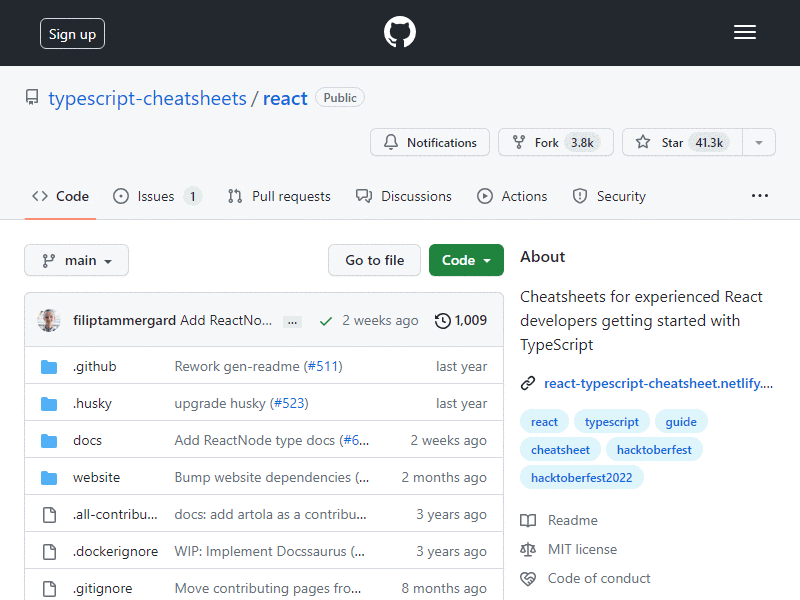 Sign up
typescript-cheatsheets / react Public
Notifications Fork 3.8k Star 41.3k
Code Issues 1 Pull requests Discussions Actions Security ...
main Go to file Code
filiptammergard Add ReactNo... ... 2 weeks ago 1,009
.github Rework gen-readme (#511) last year
.husky upgrade husky (#523) last year
docs Add ReactNode type docs (#6... 2 weeks ago
website Bump website dependencies (... 2 months ago
.all-contribu... docs: add artola as a contribu... 3 years ago
.dockerignore WIP: Implement Docssaurus (... 3 years ago
.gitignore Move contributing pages fro... 8 months ago
About
Cheatsheets for experienced React
developers getting started with
TypeScript
react-typescript-cheatsheet.netlify....
react typescript guide
cheatsheet hacktoberfest
hacktoberfest2022
Readme
MIT license
Code of conduct